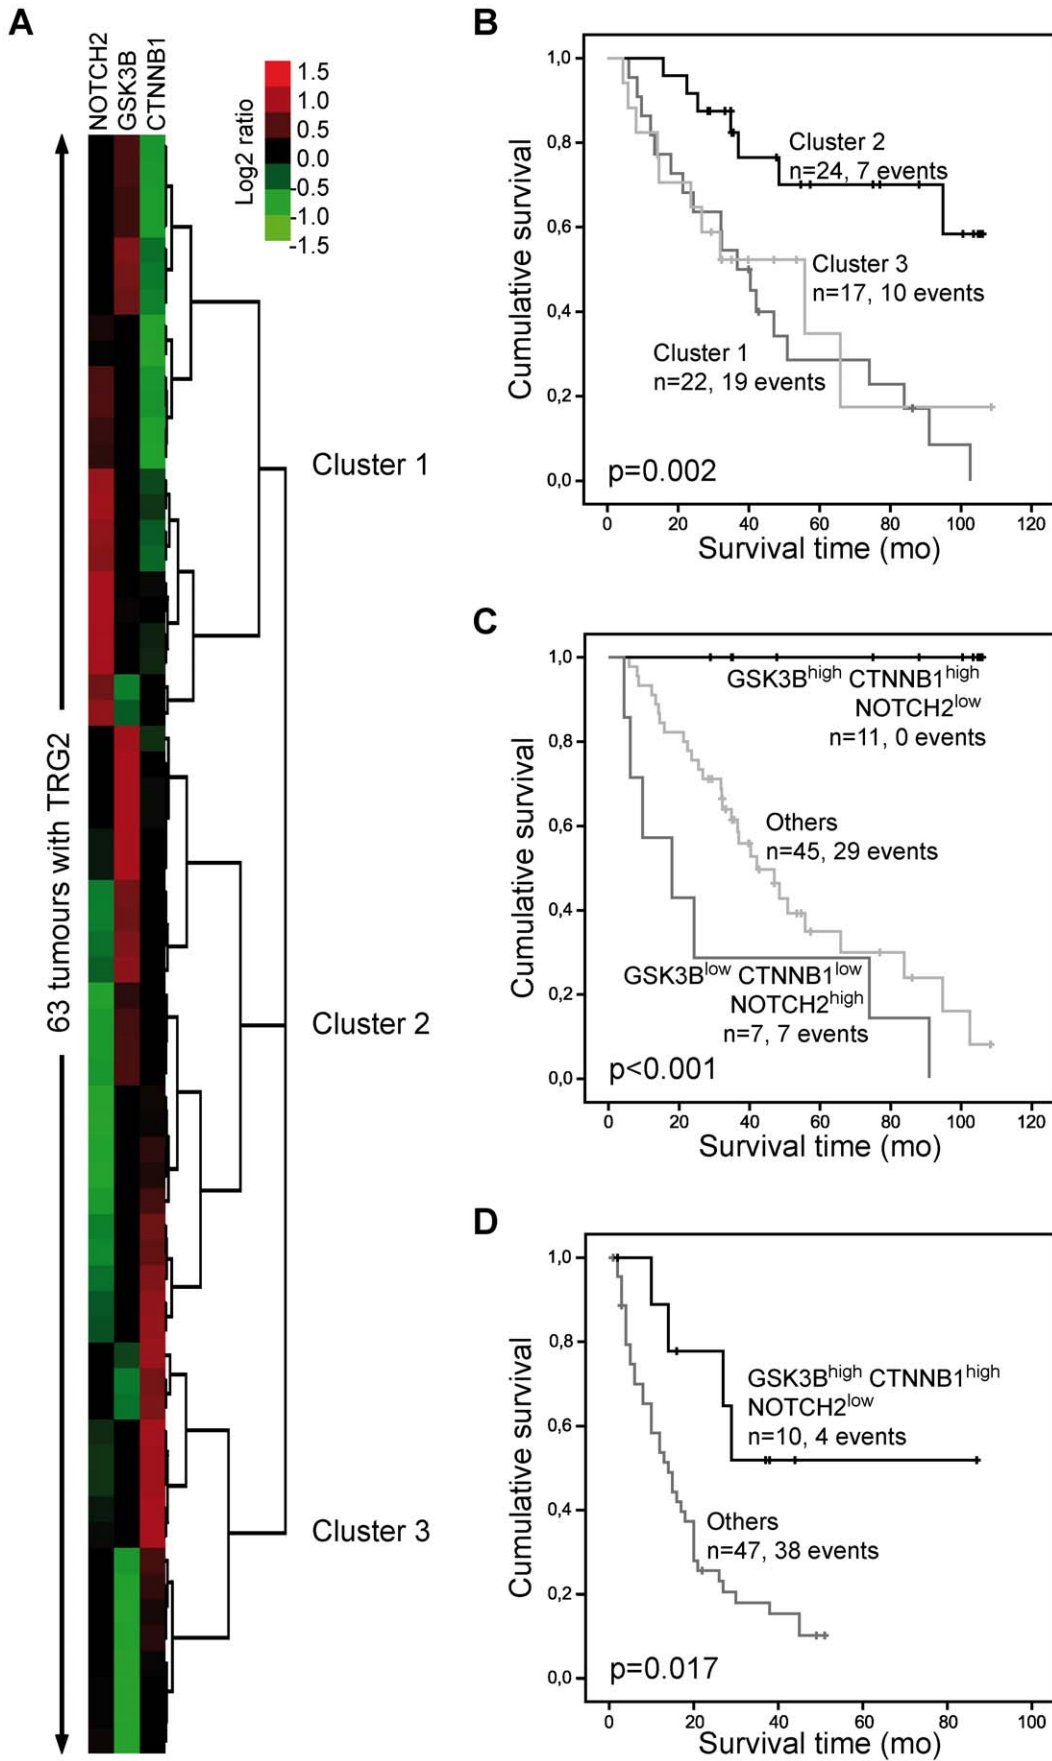 A
NOTCH2
GSK3B
CTNNB1
Log2 ratio
1.5
1.0
0.5
0.0
-0.5
-1.0
-1.5
63 tumours with TRG2
Cluster 1
Cluster 2
Cluster 3
B
Cumulative survival
1,0
0,8
0,6
0,4
0,2
0,0
Cluster 2
n=24, 7 events
Cluster 3
n=17, 10 events
Cluster 1
n=22, 19 events
p=0.002
0 20 40 60 80 100 120
Survival time (mo)
C
Cumulative survival
1,0
0,8
0,6
0,4
0,2
0,0
GSK3Bhigh CTNNB1high
NOTCH2low
n=11, 0 events
Others
n=45, 29 events
GSK3Blow CTNNB1low
NOTCH2high
n=7, 7 events
p<0.001
0 20 40 60 80 100 120
Survival time (mo)
D
Cumulative survival
1,0
0,8
0,6
0,4
0,2
0,0
GSK3Bhigh CTNNB1high
NOTCH2low
n=10, 4 events
Others
n=47, 38 events
p=0.017
0 20 40 60 80 100
Survival time (mo)